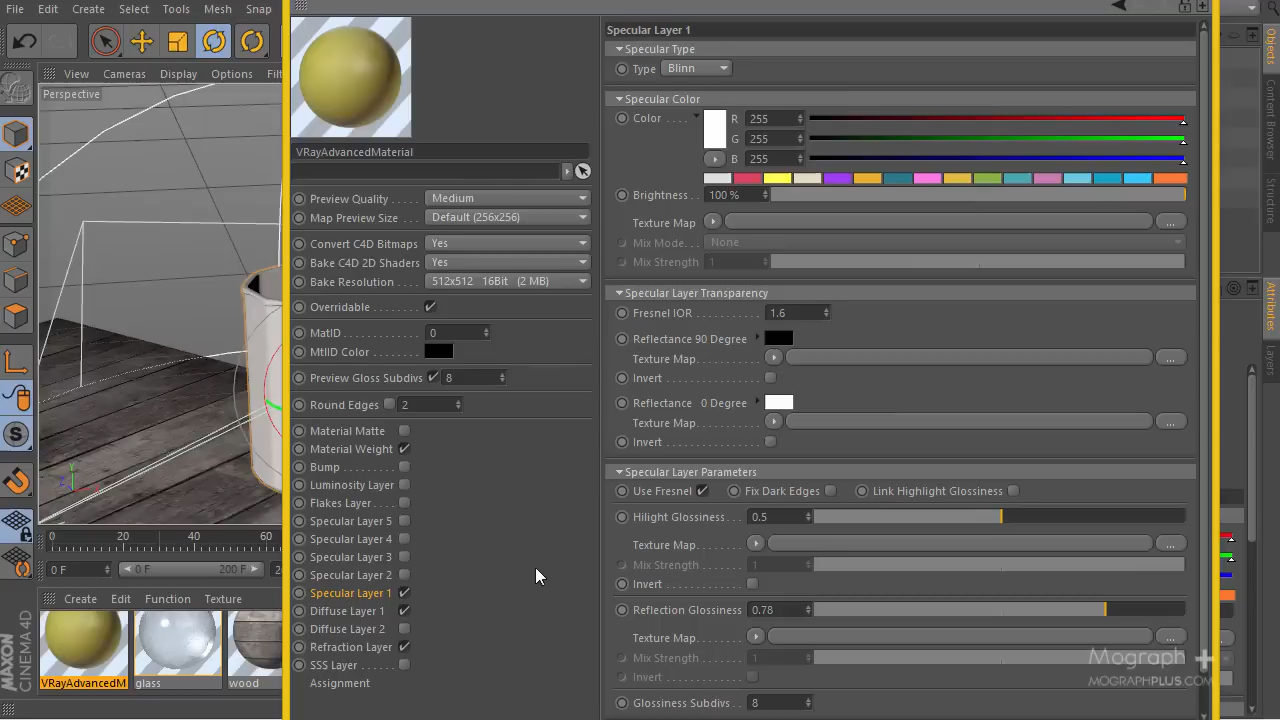 File Edit Create Select Tools Mesh Snap
View Cameras Display Options Filt
Perspective
0 20 40 60
0 F 0 F 200 F
Create Edit Function Texture
VRayAdvancedM glass wood
MAXON
CINEMA 4D
VRayAdvancedMaterial
Preview Quality Medium
Map Preview Size Default (256x256)
Convert C4D Bitmaps Yes
Bake C4D 2D Shaders Yes
Bake Resolution 512x512 16Bit (2 MB)
Overridable
MatID 0
MtlID Color
Preview Gloss Subdivs 8
Round Edges 2
Material Matte
Material Weight
Bump
Luminosity Layer
Flakes Layer
Specular Layer 5
Specular Layer 4
Specular Layer 3
Specular Layer 2
Specular Layer 1
Diffuse Layer 1
Diffuse Layer 2
Refraction Layer
SSS Layer
Assignment
Specular Layer 1
Specular Type
Type Blinn
Specular Color
Color R 255
G 255
B 255
Brightness 100 %
Texture Map ...
Mix Mode. None
Mix Strength 1
Specular Layer Transparency
Fresnel IOR 1.6
Reflectance 90 Degree
Texture Map ...
Invert
Reflectance 0 Degree
Texture Map ...
Invert
Specular Layer Parameters
Use Fresnel Fix Dark Edges Link Highlight Glossiness
Hilight Glossiness 0.5
Texture Map ...
Mix Strength 1
Invert
Reflection Glossiness 0.78
Texture Map ...
Mix Strength 1
Invert
Glossiness Subdivs 8
Objects
Content Browser
Structure
Attributes
Layers
Mograph +
MOGRAPHPLUS.COM